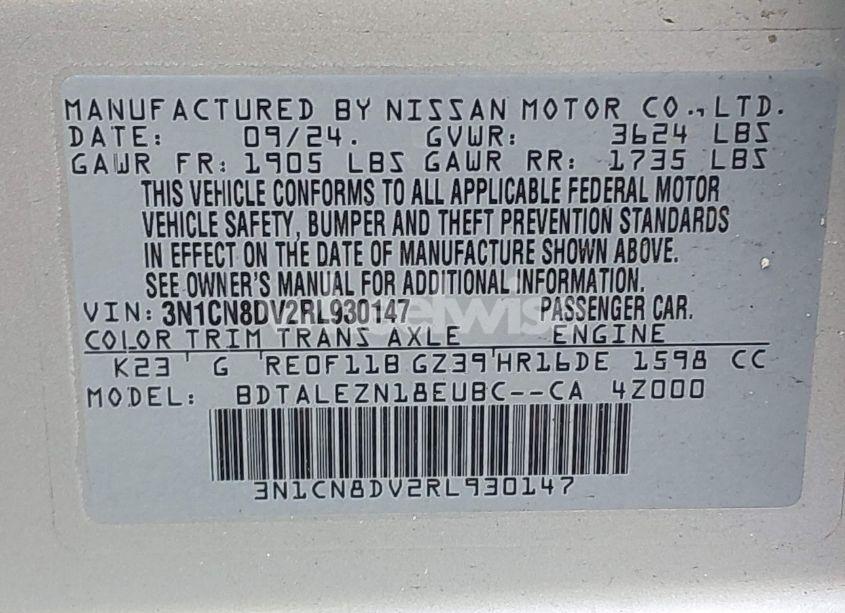 MANUFACTURED BY NISSAN MOTOR CO., LTD.
DATE: 09/24. GVWR: 3624 LBS
GAWR FR: 1905 LBS GAWR RR: 1735 LBS
THIS VEHICLE CONFORMS TO ALL APPLICABLE FEDERAL MOTOR
VEHICLE SAFETY, BUMPER AND THEFT PREVENTION STANDARDS
IN EFFECT ON THE DATE OF MANUFACTURE SHOWN ABOVE.
SEE OWNER'S MANUAL FOR ADDITIONAL INFORMATION.
VIN: 3N1CN8DV2RL930147 PASSENGER CAR.
COLOR TRIM TRANS AXLE ENGINE
K23 G RE0F11B GZ39 HR16DE 1598 CC
MODEL: BDTALEZN18EUBC--CA 4Z000
3N1CN8DV2RL930147